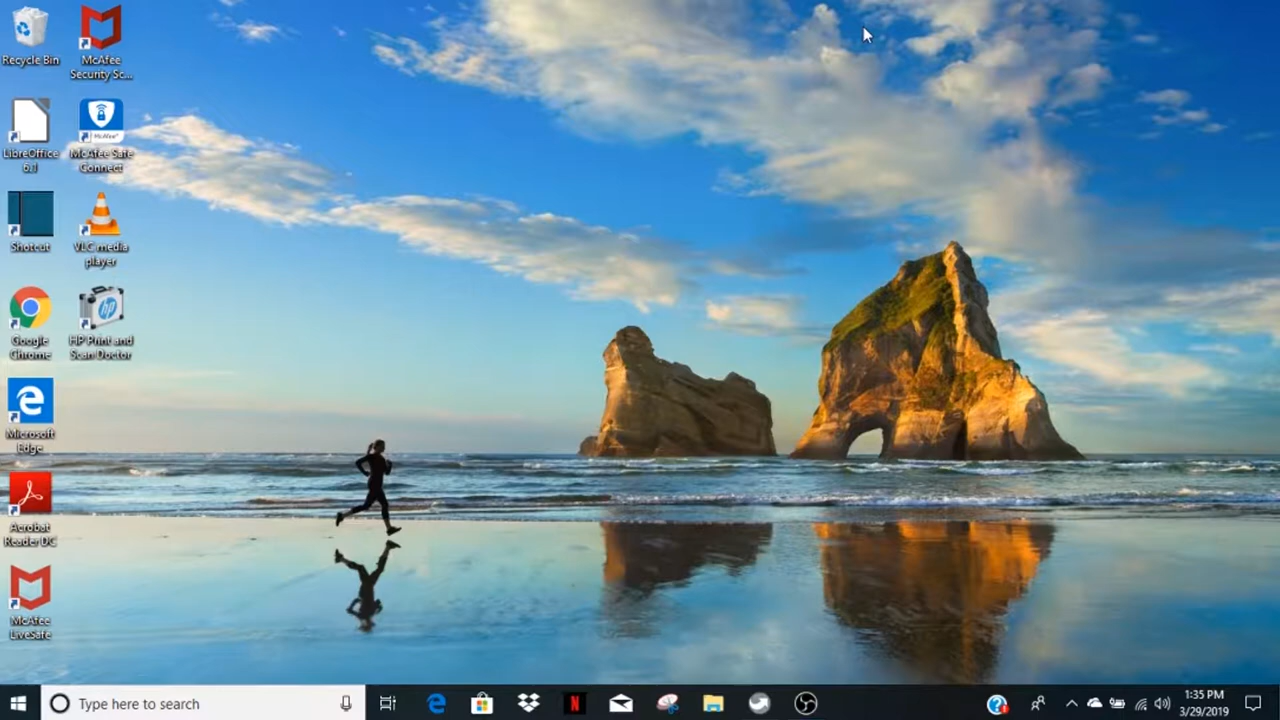 Recycle Bin
McAfee
Security Sc...
LibreOffice
6.1
McAfee
McAfee Safe
Connect
Shotcut
VLC media
player
Google
Chrome
hp
HP Print and
Scan Doctor
Microsoft
Edge
Acrobat
Reader DC
McAfee
LiveSafe
Type here to search
N
1:35 PM
3/29/2019